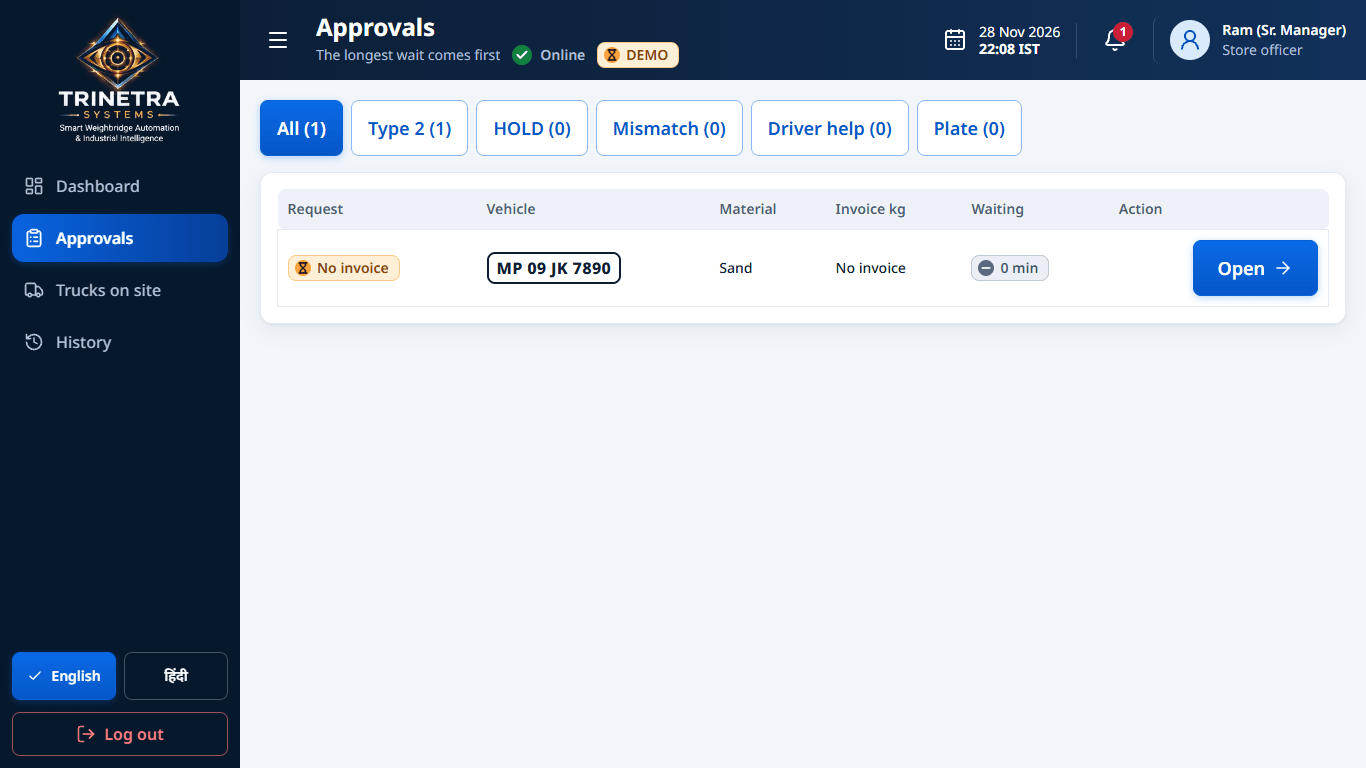 TRINETRA
SYSTEMS
Smart Weighbridge Automation
& Industrial Intelligence
Dashboard
Approvals
Trucks on site
History
English
हिंदी
Log out
Approvals
The longest wait comes first
Online
DEMO
28 Nov 2026
22:08 IST
1
Ram (Sr. Manager)
Store officer
All (1)
Type 2 (1)
HOLD (0)
Mismatch (0)
Driver help (0)
Plate (0)
Request Vehicle Material Invoice kg Waiting Action
No invoice MP 09 JK 7890 Sand No invoice 0 min Open